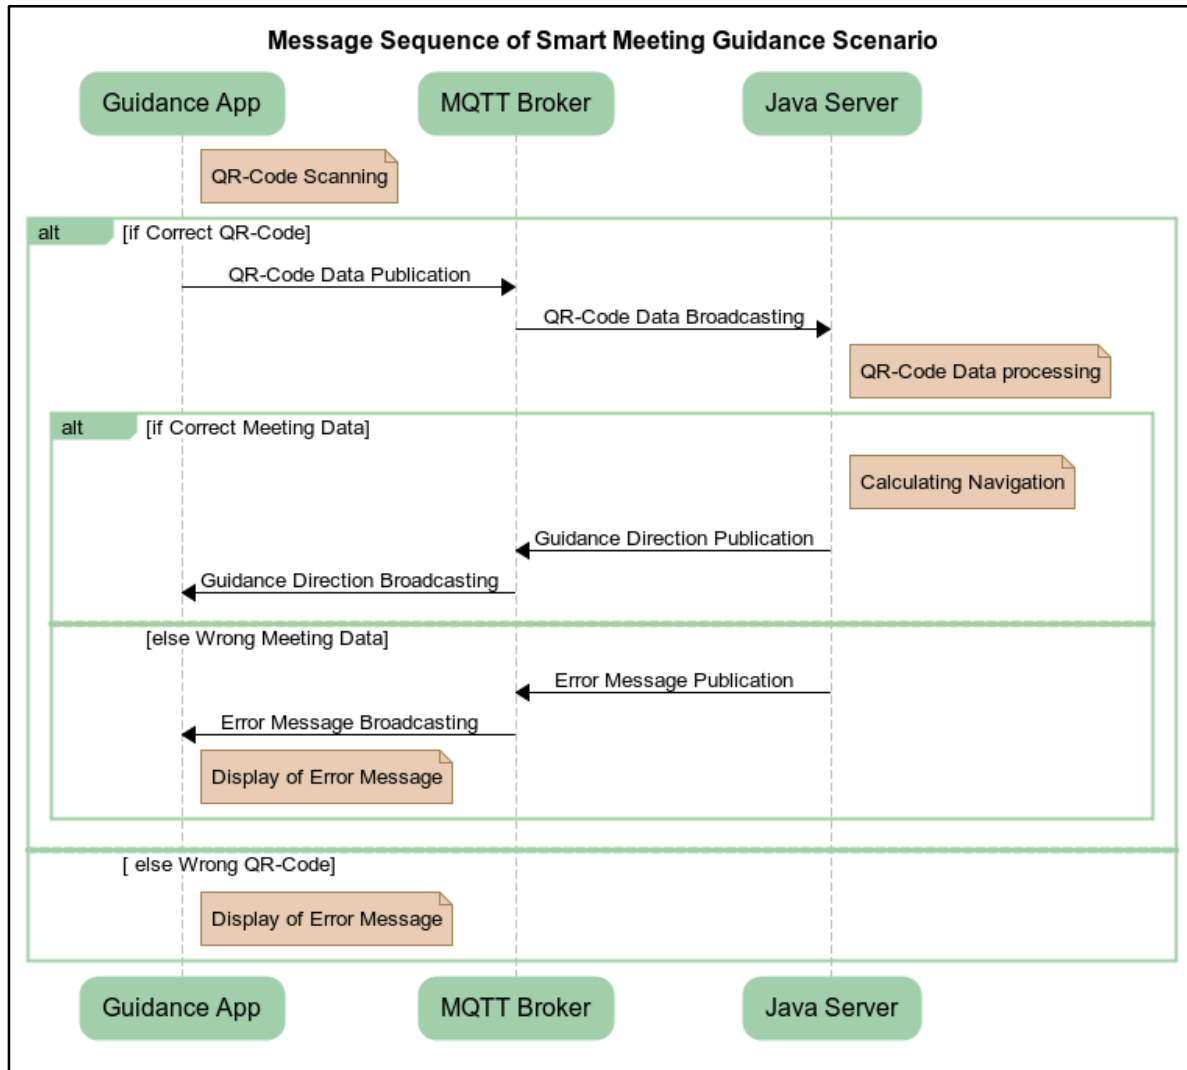 Message Sequence of Smart Meeting Guidance Scenario
Guidance App
MQTT Broker
Java Server
QR-Code Scanning
alt
[if Correct QR-Code]
QR-Code Data Publication
QR-Code Data Broadcasting
QR-Code Data processing
alt
[if Correct Meeting Data]
Calculating Navigation
Guidance Direction Publication
Guidance Direction Broadcasting
[else Wrong Meeting Data]
Error Message Publication
Error Message Broadcasting
Display of Error Message
[ else Wrong QR-Code]
Display of Error Message
Guidance App
MQTT Broker
Java Server